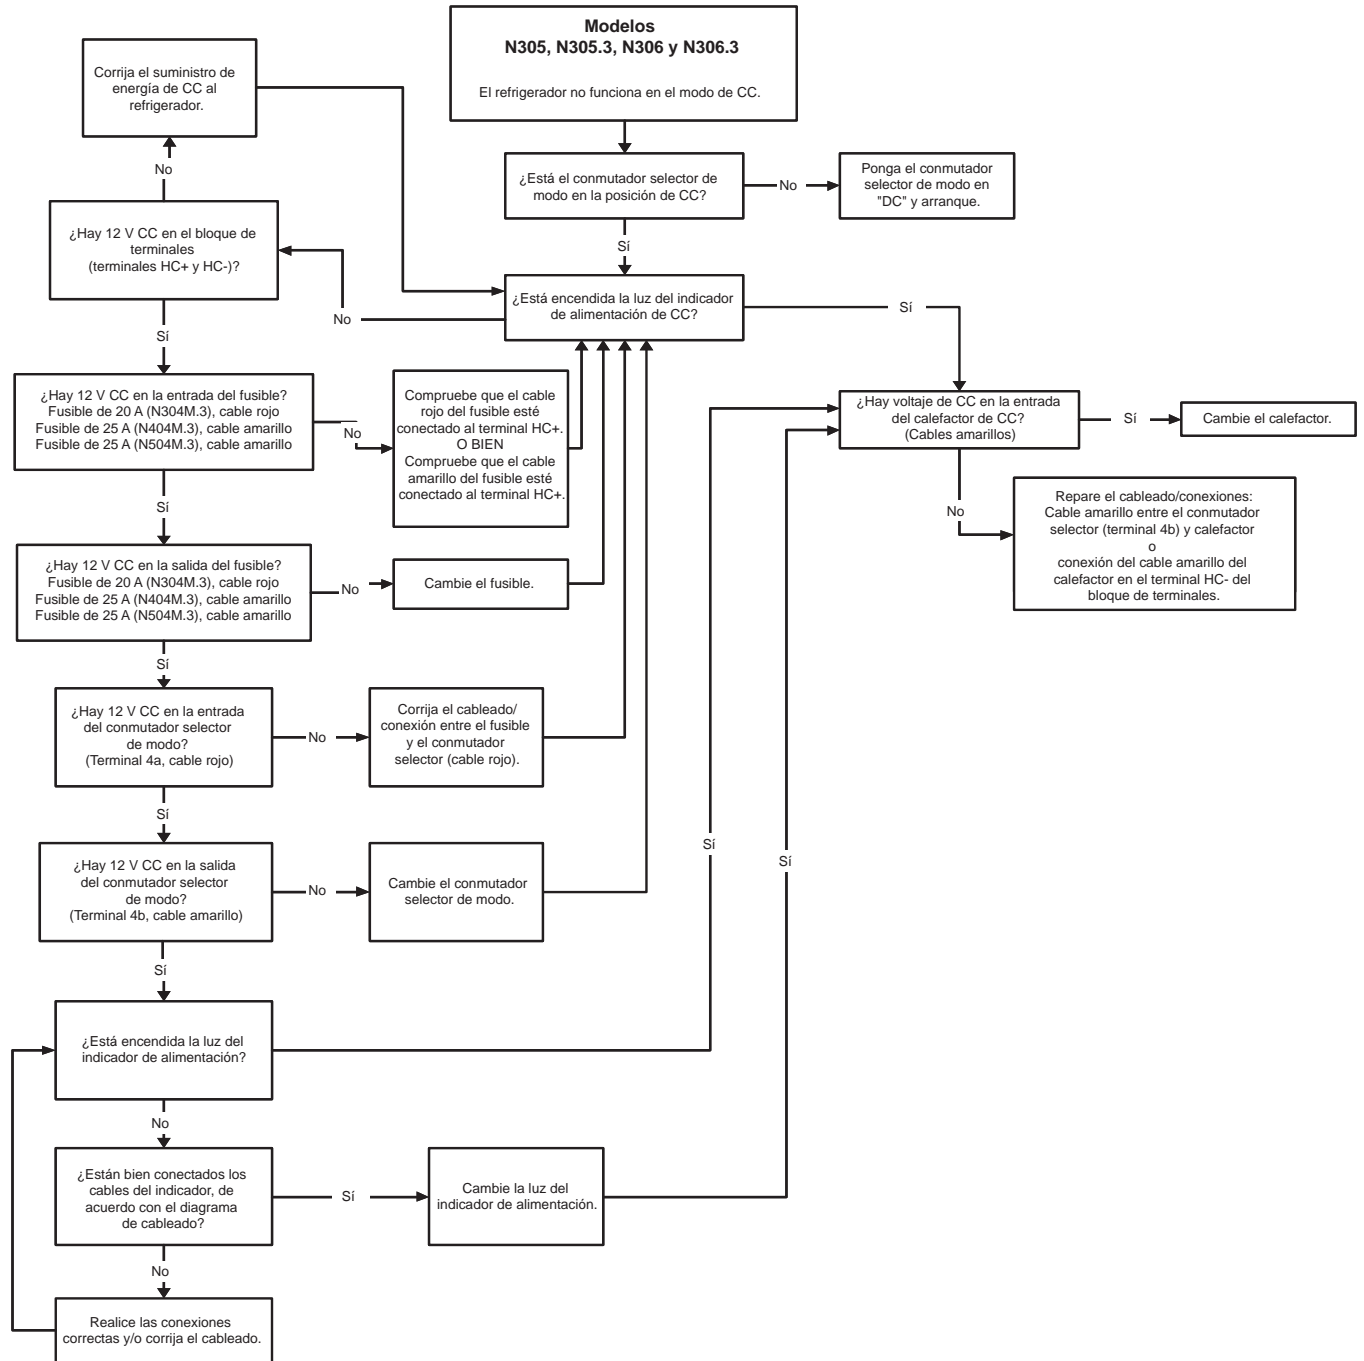 Modelos
N305, N305.3, N306 y N306.3
El refrigerador no funciona en el modo de CC.
Corrija el suministro de
energía de CC al
refrigerador.
No
¿Está el conmutador selector de
modo en la posición de CC?
No
Ponga el conmutador
selector de modo en
"DC" y arranque.
Sí
¿Hay 12 V CC en el bloque de
terminales
(terminales HC+ y HC-)?
No
¿Está encendida la luz del indicador
de alimentación de CC?
Sí
Sí
¿Hay 12 V CC en la entrada del fusible?
Fusible de 20 A (N304M.3), cable rojo
Fusible de 25 A (N404M.3), cable amarillo
Fusible de 25 A (N504M.3), cable amarillo
No
Compruebe que el cable
rojo del fusible esté
conectado al terminal HC+.
O BIEN
Compruebe que el cable
amarillo del fusible esté
conectado al terminal HC+.
¿Hay voltaje de CC en la entrada
del calefactor de CC?
(Cables amarillos)
Sí
Cambie el calefactor.
No
Repare el cableado/conexiones:
Cable amarillo entre el conmutador
selector (terminal 4b) y calefactor
o
conexión del cable amarillo del
calefactor en el terminal HC- del
bloque de terminales.
Sí
¿Hay 12 V CC en la salida del fusible?
Fusible de 20 A (N304M.3), cable rojo
Fusible de 25 A (N404M.3), cable amarillo
Fusible de 25 A (N504M.3), cable amarillo
No
Cambie el fusible.
Sí
¿Hay 12 V CC en la entrada
del conmutador selector
de modo?
(Terminal 4a, cable rojo)
No
Corrija el cableado/
conexión entre el fusible
y el conmutador
selector (cable rojo).
Sí
¿Hay 12 V CC en la salida
del conmutador selector
de modo?
(Terminal 4b, cable amarillo)
No
Cambie el conmutador
selector de modo.
Sí
Sí
Sí
¿Está encendida la luz del
indicador de alimentación?
No
¿Están bien conectados los
cables del indicador, de
acuerdo con el diagrama
de cableado?
Sí
Cambie la luz del
indicador de alimentación.
No
Realice las conexiones
correctas y/o corrija el cableado.